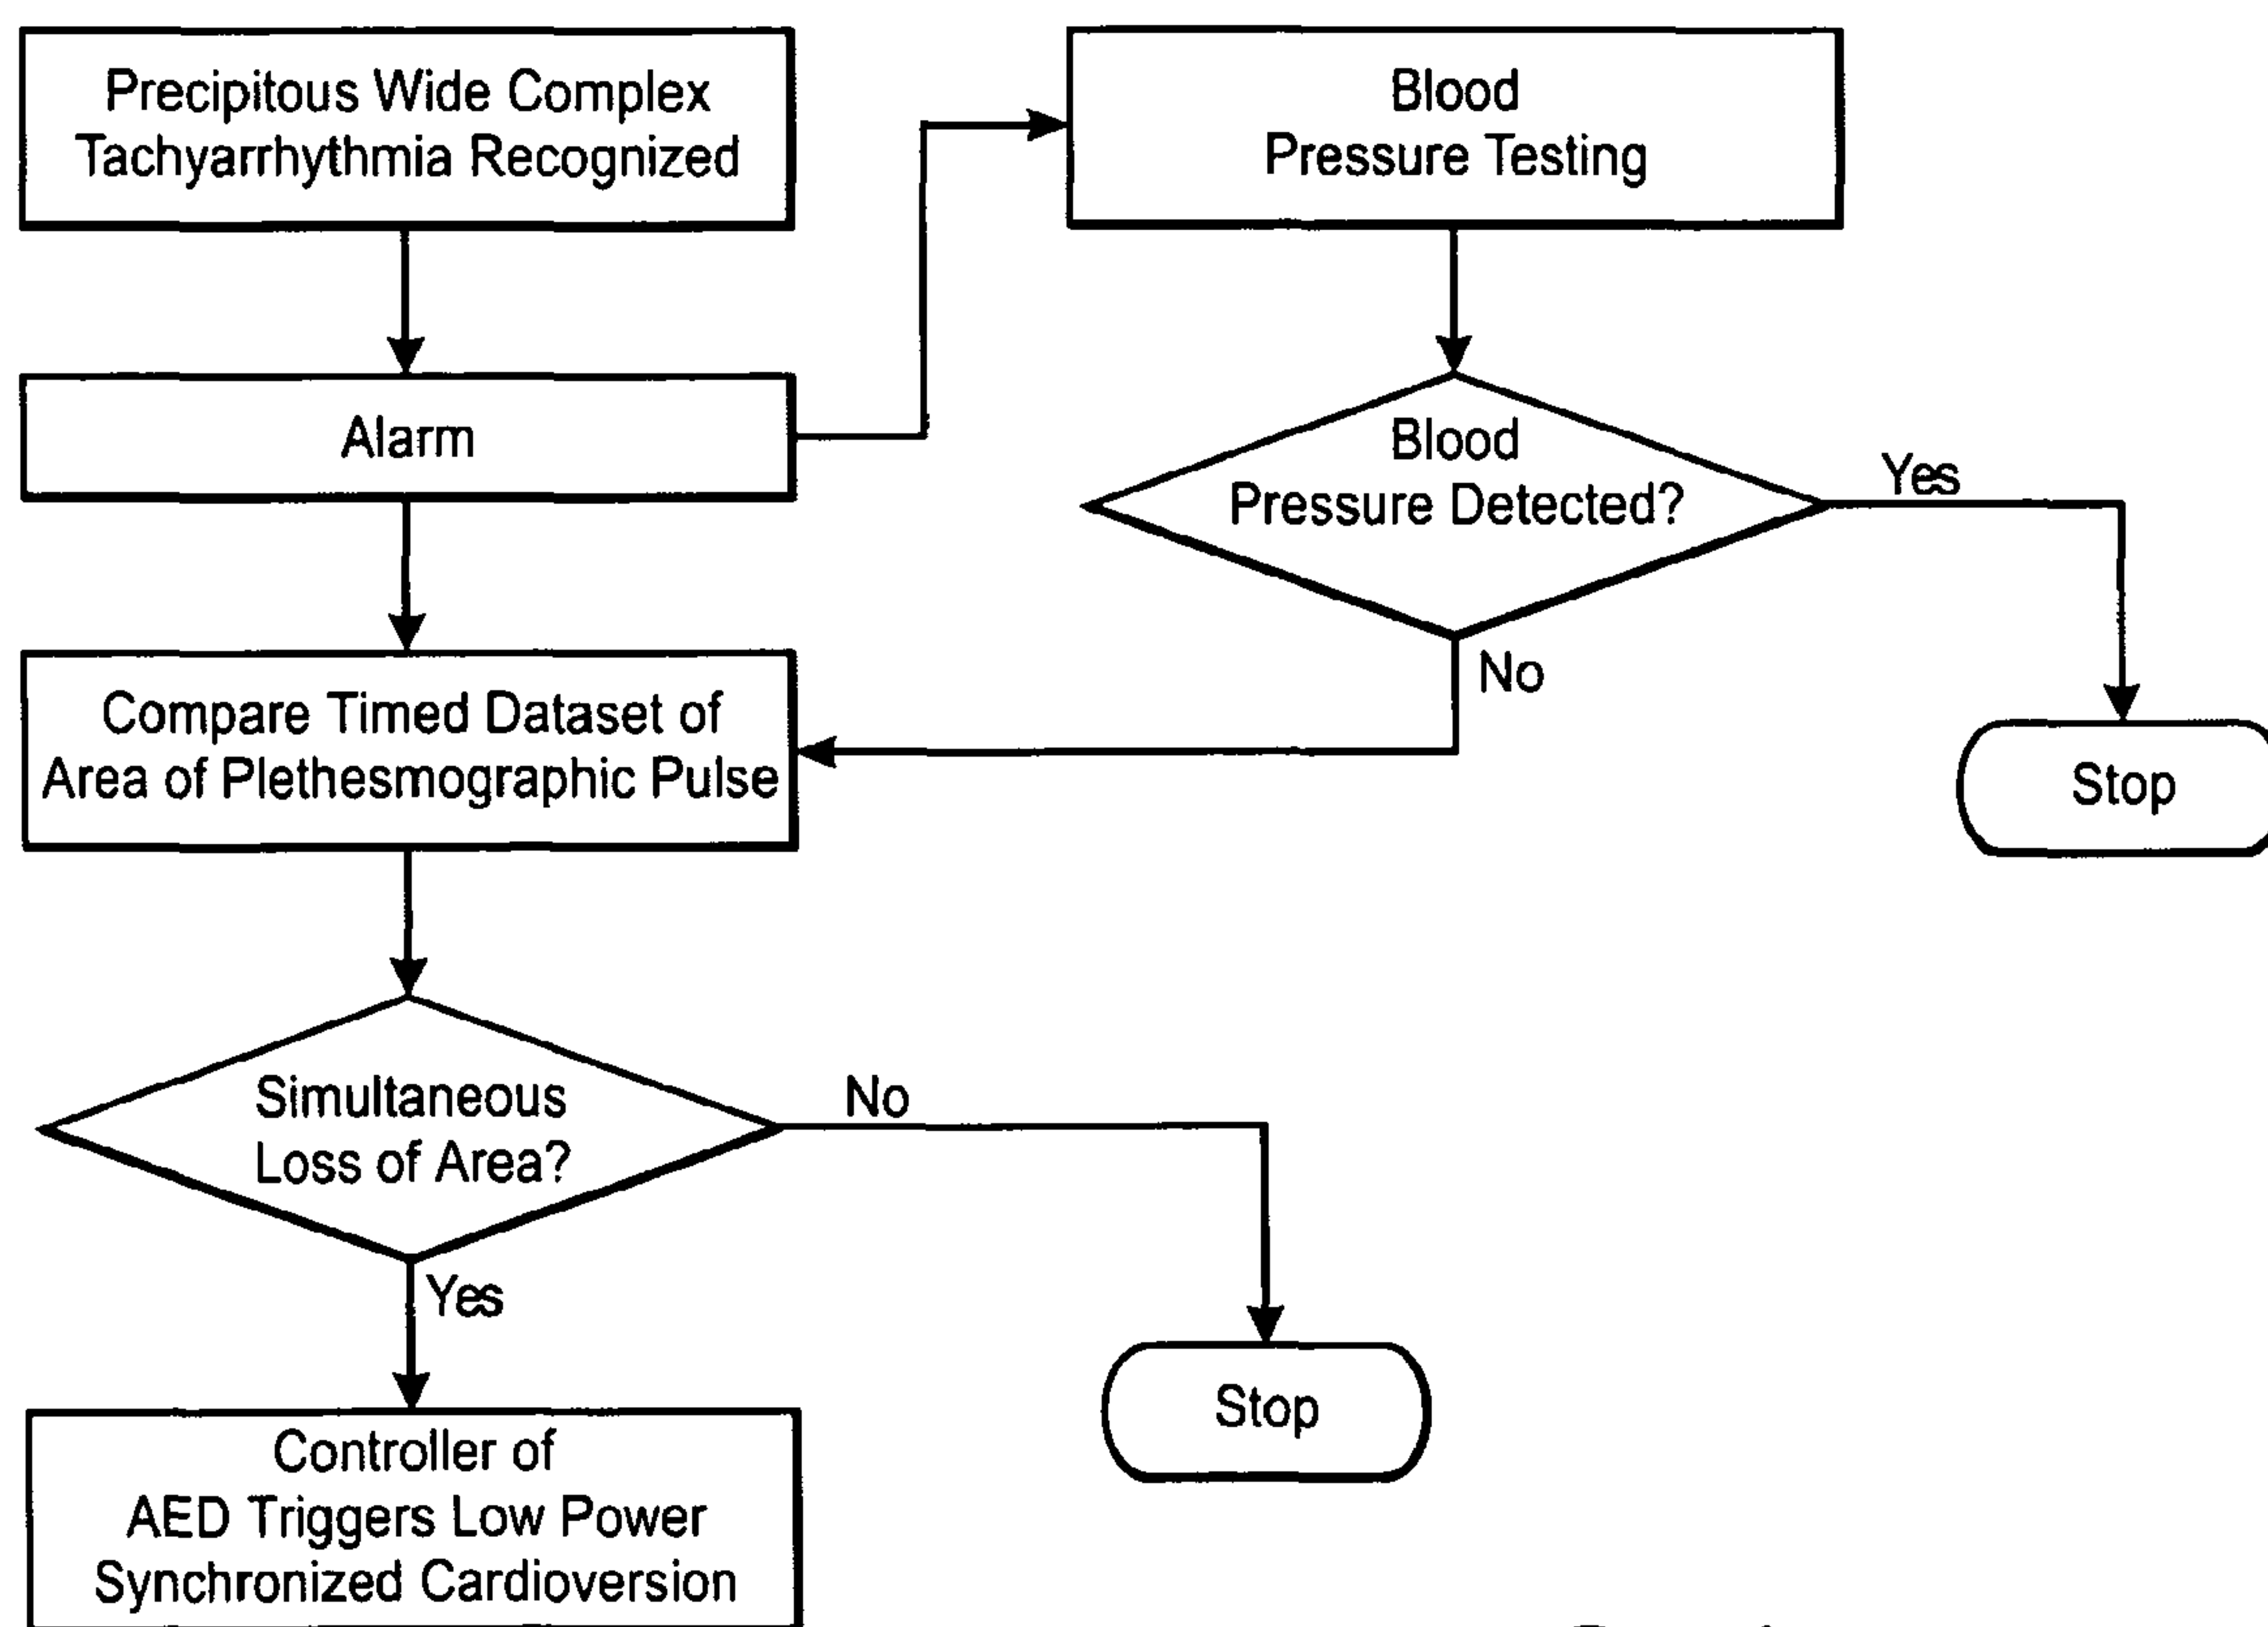 Precipitous Wide Complex
Tachyarrhythmia Recognized
Blood
Pressure Testing
Alarm
Blood
Pressure Detected?
Yes
No
Compare Timed Dataset of
Area of Plethesmographic Pulse
Stop
Simultaneous
Loss of Area?
No
Yes
Stop
Controller of
AED Triggers Low Power
Synchronized Cardioversion